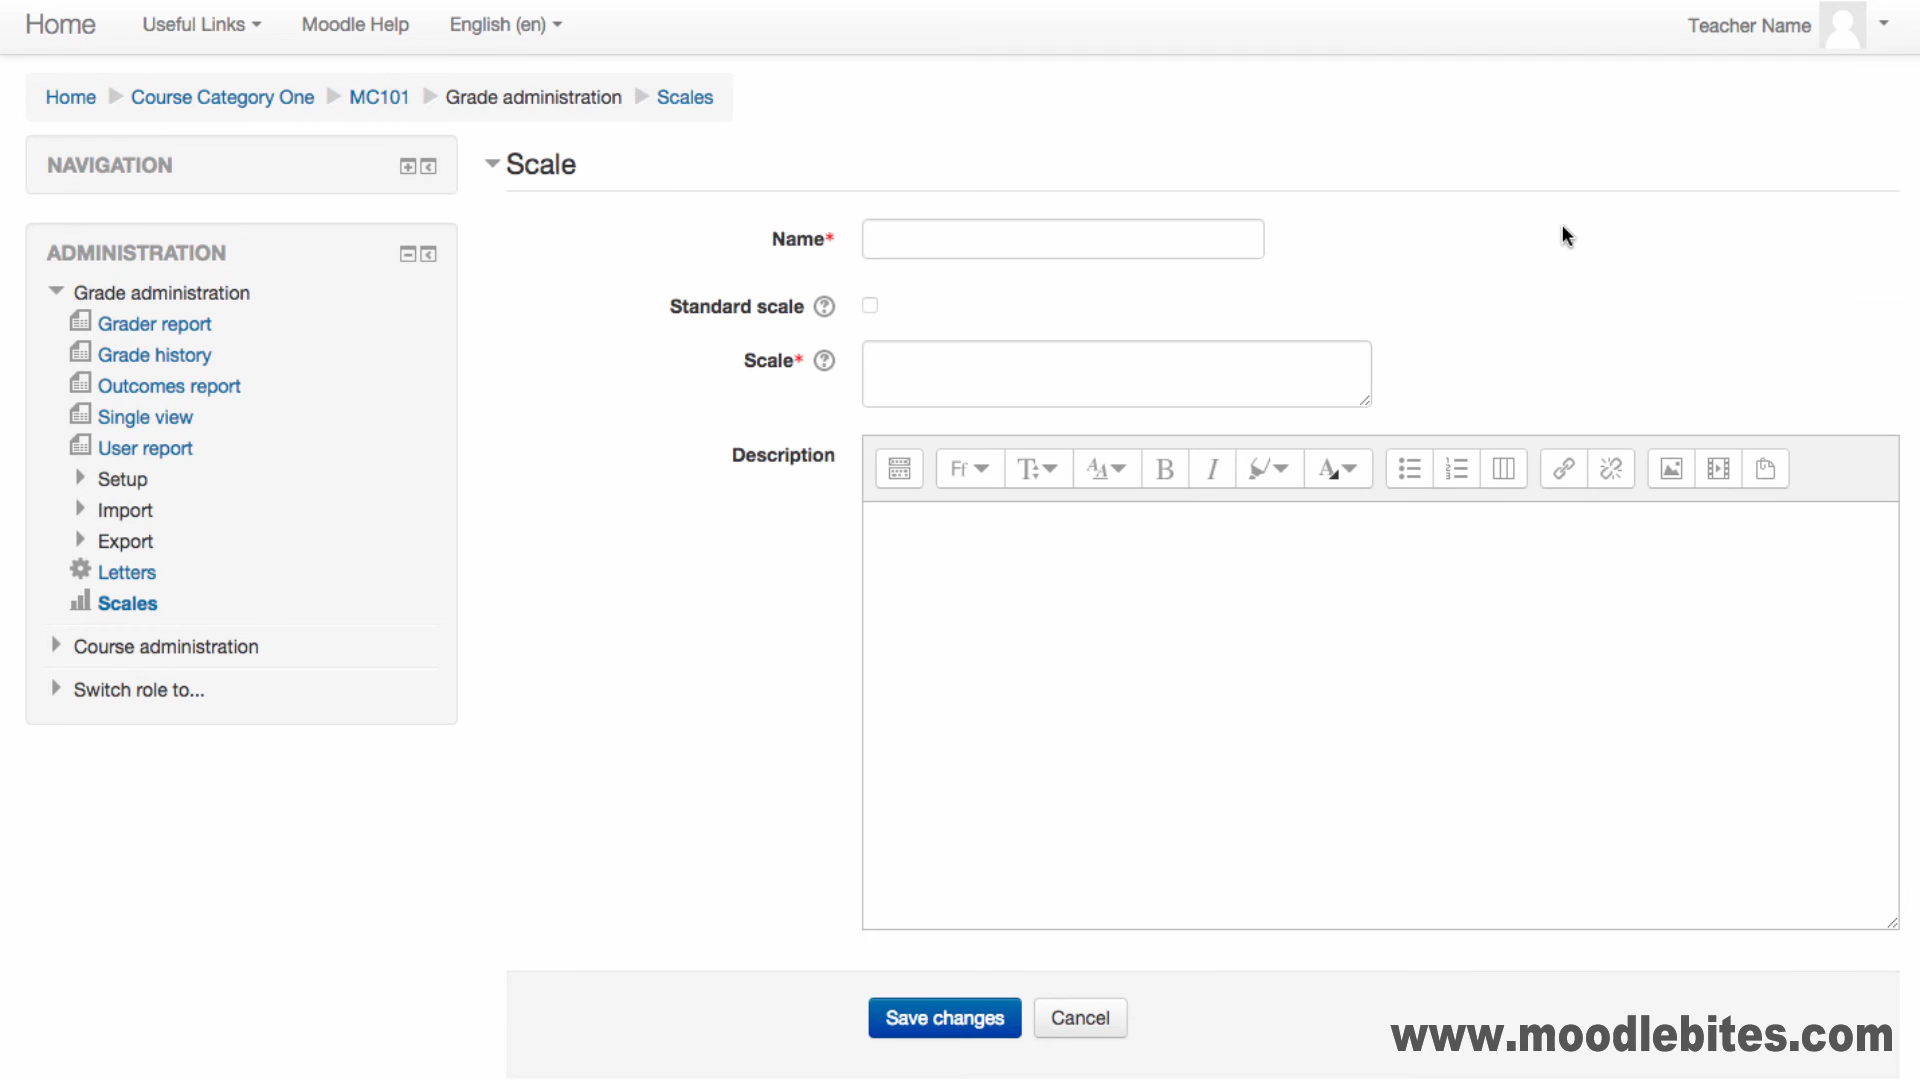 Home Useful Links Moodle Help English (en) Teacher Name
Home Course Category One MC101 Grade administration Scales
NAVIGATION
ADMINISTRATION
Grade administration
Grader report
Grade history
Outcomes report
Single view
User report
Setup
Import
Export
Letters
Scales
Course administration
Switch role to...
Scale
Name*
Standard scale ?
Scale* ?
Description
Ff T A A B I A
Save changes Cancel
www.moodlebites.com